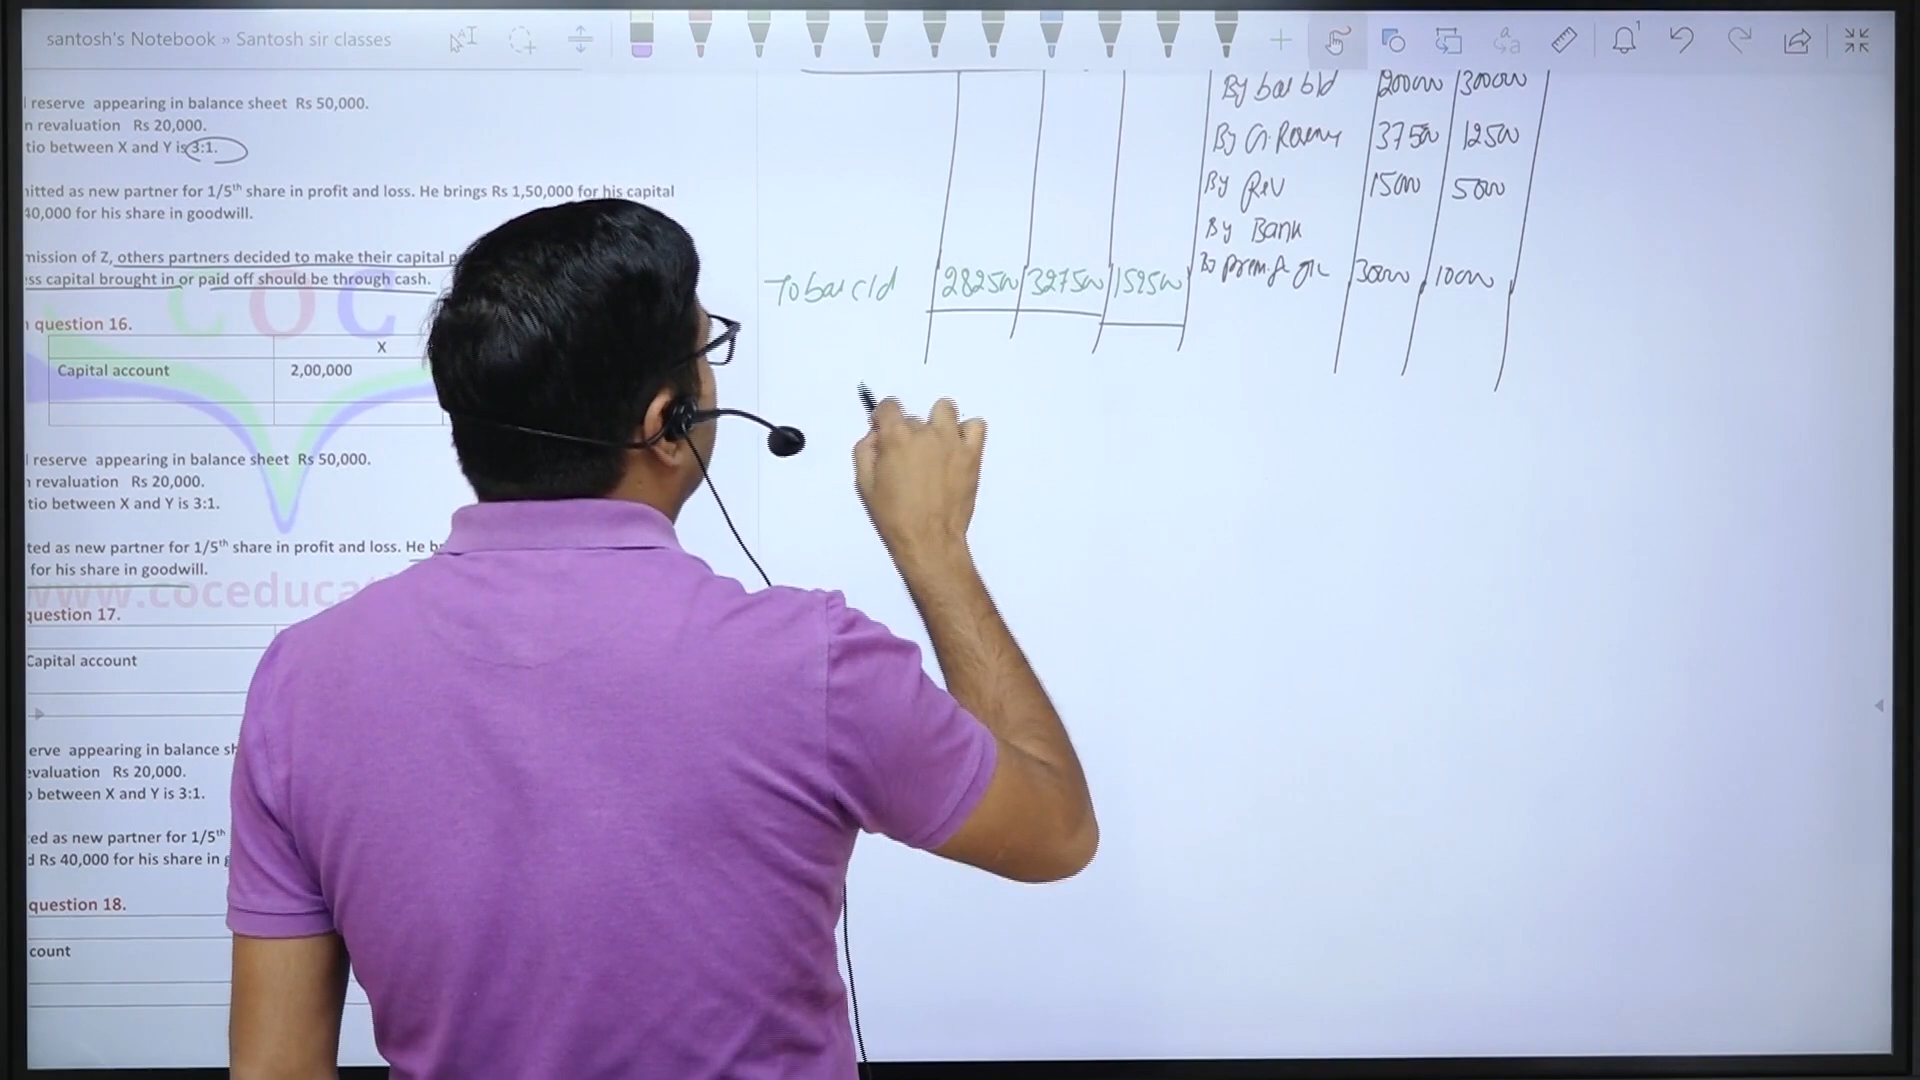 santosh's Notebook » Santosh sir classes
l reserve appearing in balance sheet Rs 50,000.
n revaluation Rs 20,000.
tio between X and Y is 3:1.
itted as new partner for 1/5th share in profit and loss. He brings Rs 1,50,000 for his capital
40,000 for his share in goodwill.
mission of Z, others partners decided to make their capital p
ss capital brought in or paid off should be through cash.
question 16.
X
Capital account 2,00,000
l reserve appearing in balance sheet Rs 50,000.
n revaluation Rs 20,000.
tio between X and Y is 3:1.
ted as new partner for 1/5th share in profit and loss. He b
for his share in goodwill.
www.coceduca
question 17.
Capital account
erve appearing in balance sh
evaluation Rs 20,000.
between X and Y is 3:1.
ed as new partner for 1/5th
d Rs 40,000 for his share in g
question 18.
count
COC
By bal b/d 200000 300000
By G. Reserve 37500 12500
By Rev 15000 5000
By Bank
By Prem. for 30000 10000
To bal c/d 282500 327500 159500